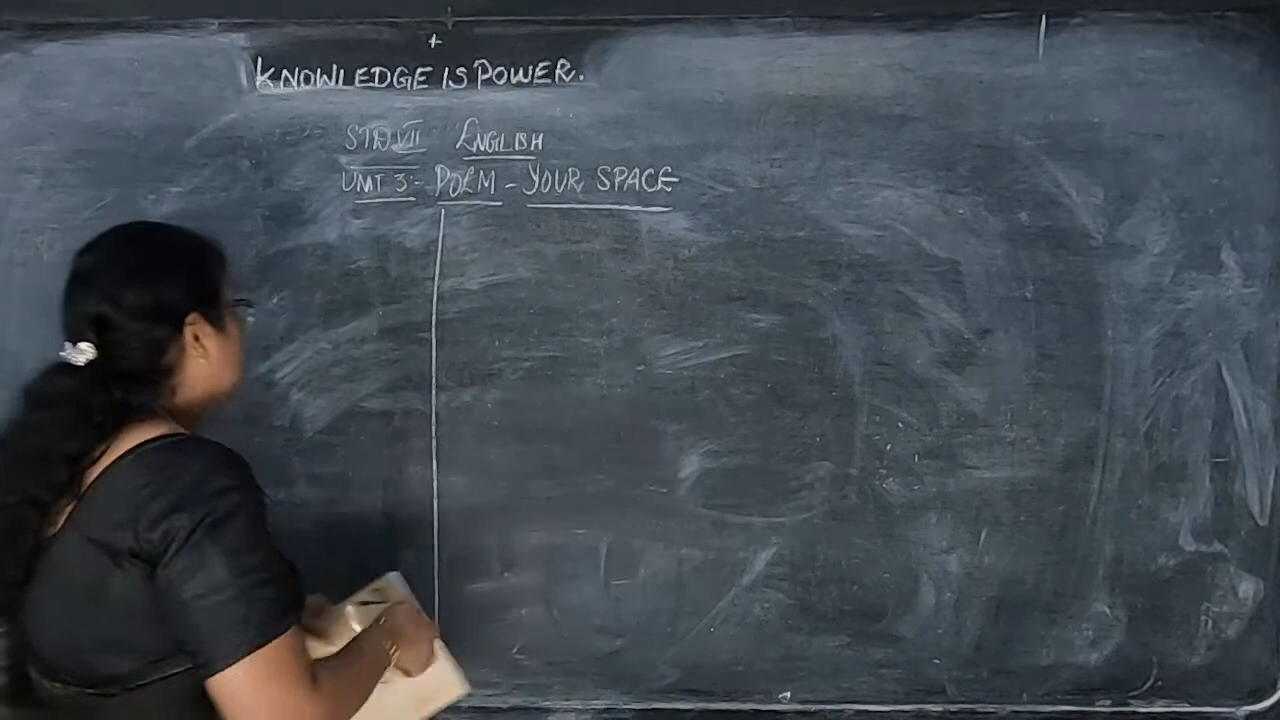 KNOWLEDGE IS POWER.
STD VII ENGLISH
UNIT 3:- POEM - YOUR SPACE